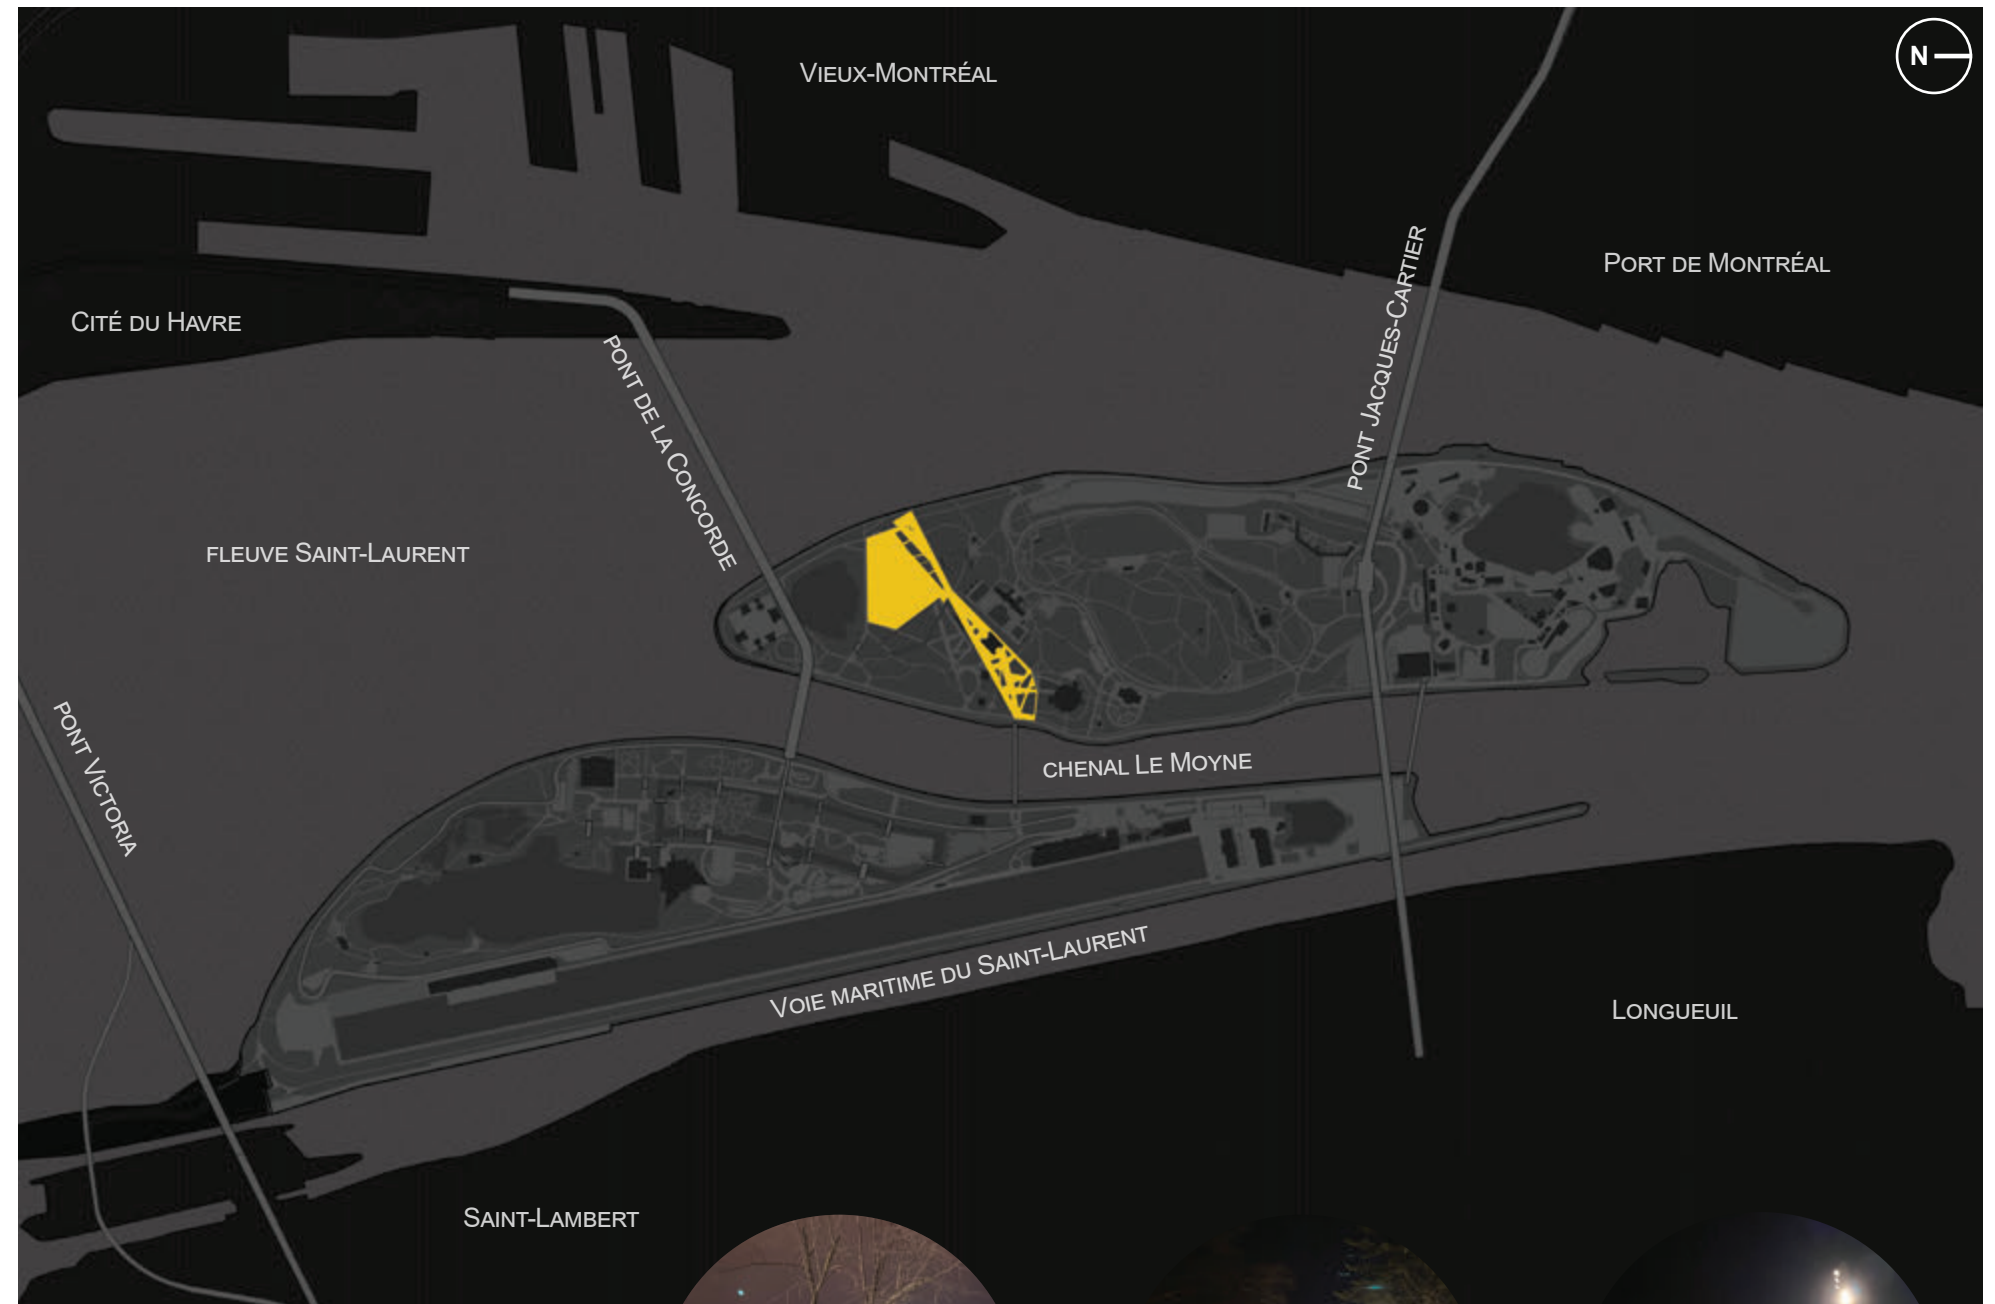 N
Vieux-Montréal
Port de Montréal
Cité du Havre
pont Jacques-Cartier
pont de la Concorde
fleuve Saint-Laurent
pont Victoria
chenal Le Moyne
Voie maritime du Saint-Laurent
Longueuil
Saint-Lambert